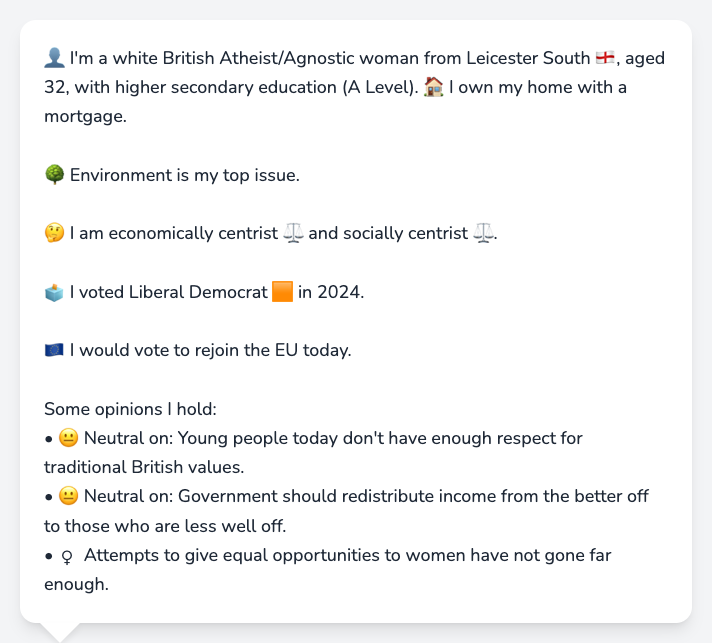 👤 I'm a white British Atheist/Agnostic woman from Leicester South 🏴󠁧󠁢󠁥󠁮󠁧󠁿, aged
32, with higher secondary education (A Level). 🏠 I own my home with a
mortgage.
🌳 Environment is my top issue.
🤔 I am economically centrist ⚖️ and socially centrist ⚖️.
🗳️ I voted Liberal Democrat 🟧 in 2024.
🇪🇺 I would vote to rejoin the EU today.
Some opinions I hold:
• 😐 Neutral on: Young people today don't have enough respect for
traditional British values.
• 😐 Neutral on: Government should redistribute income from the better off
to those who are less well off.
• ♀ Attempts to give equal opportunities to women have not gone far
enough.